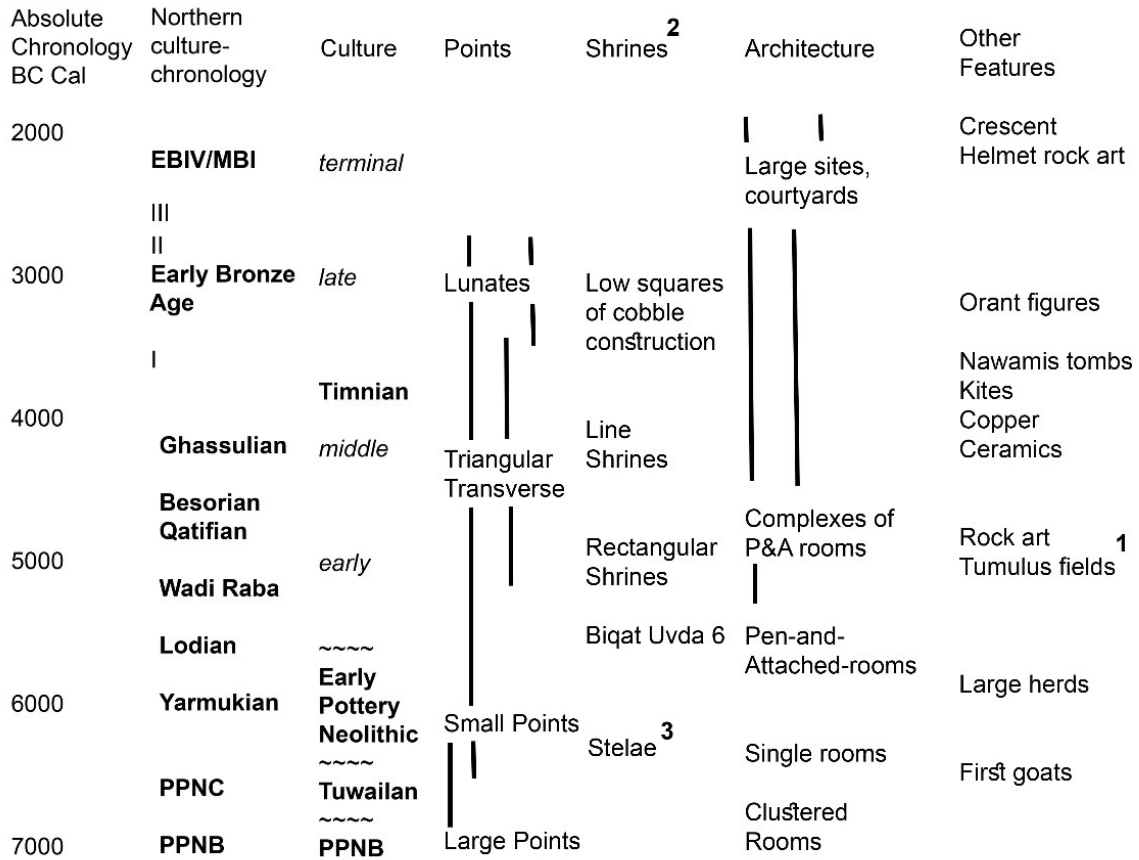 Absolute
Chronology
BC Cal
Northern
culture-
chronology
Culture
Points
Shrines 2
Architecture
Other
Features
2000
3000
4000
5000
6000
7000
EBIV/MBI
III
II
Early Bronze
Age
I
Ghassulian
Besorian
Qatifian
Wadi Raba
Lodian
Yarmukian
PPNC
PPNB
terminal
late
Timnian
middle
early
~~~~
Early
Pottery
Neolithic
~~~~
Tuwailan
~~~~
PPNB
Lunates
Triangular
Transverse
Small Points
Large Points
Low squares
of cobble
construction
Line
Shrines
Rectangular
Shrines
Biqat Uvda 6
Stelae 3
Large sites,
courtyards
Complexes of
P&A rooms
Pen-and-
Attached-rooms
Single rooms
Clustered
Rooms
Crescent
Helmet rock art
Orant figures
Nawamis tombs
Kites
Copper
Ceramics
Rock art
Tumulus fields 1
Large herds
First goats